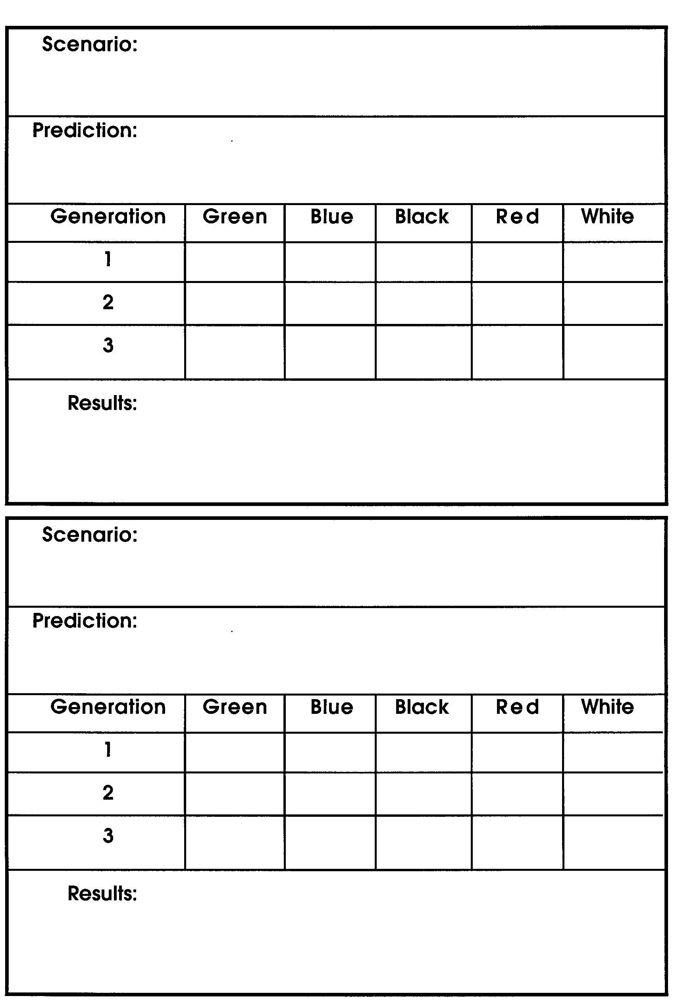 Scenario:
Prediction:
Generation Green Blue Black Red White
1
2
3
Results:
Scenario:
Prediction:
Generation Green Blue Black Red White
1
2
3
Results: